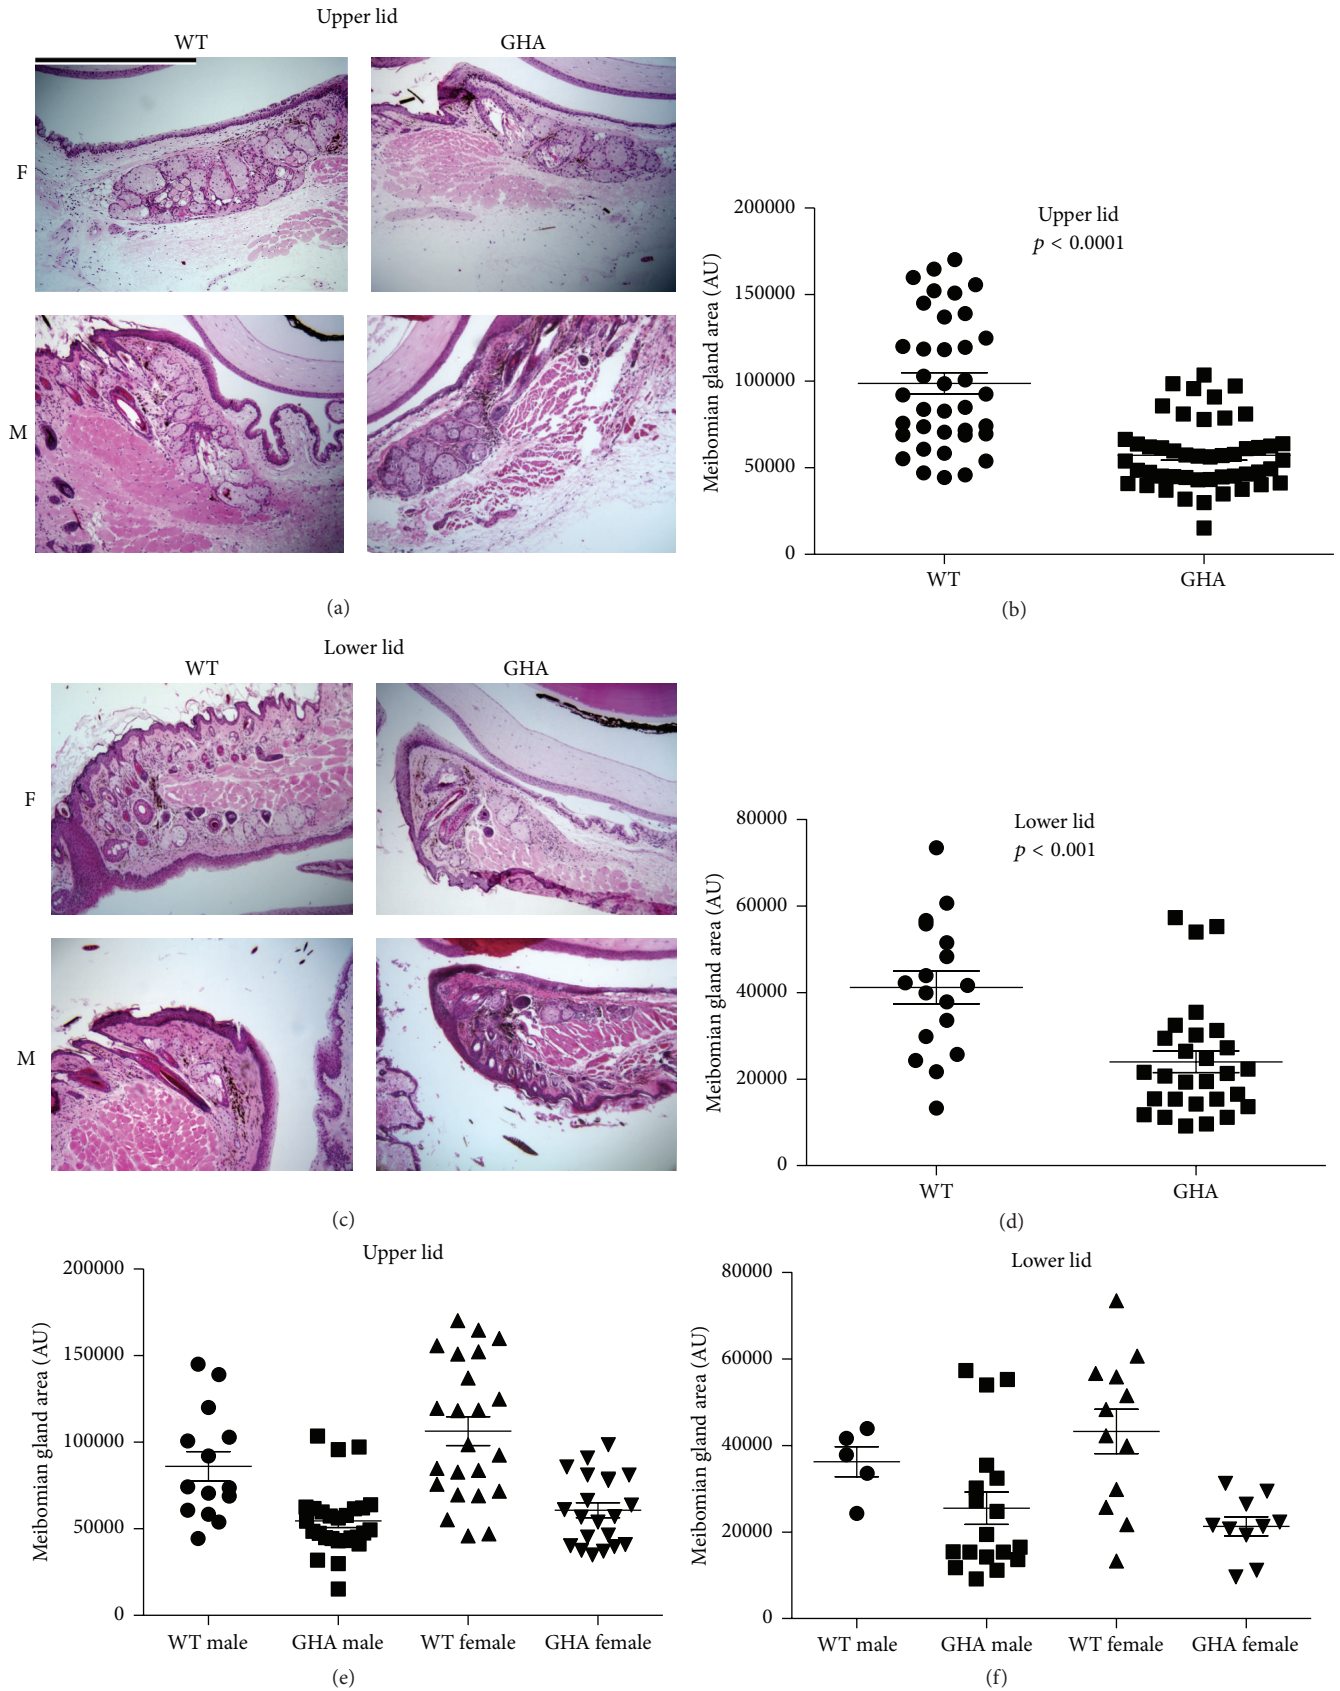 Upper lid
WT GHA
F
M
(a)
200000
150000
100000
50000
0
Meibomian gland area (AU)
Upper lid
p < 0.0001
WT GHA
(b)
Lower lid
WT GHA
F
M
(c)
80000
60000
40000
20000
0
Meibomian gland area (AU)
Lower lid
p < 0.001
WT GHA
(d)
Upper lid
200000
150000
100000
50000
0
Meibomian gland area (AU)
WT male GHA male WT female GHA female
(e)
Lower lid
80000
60000
40000
20000
0
Meibomian gland area (AU)
WT male GHA male WT female GHA female
(f)